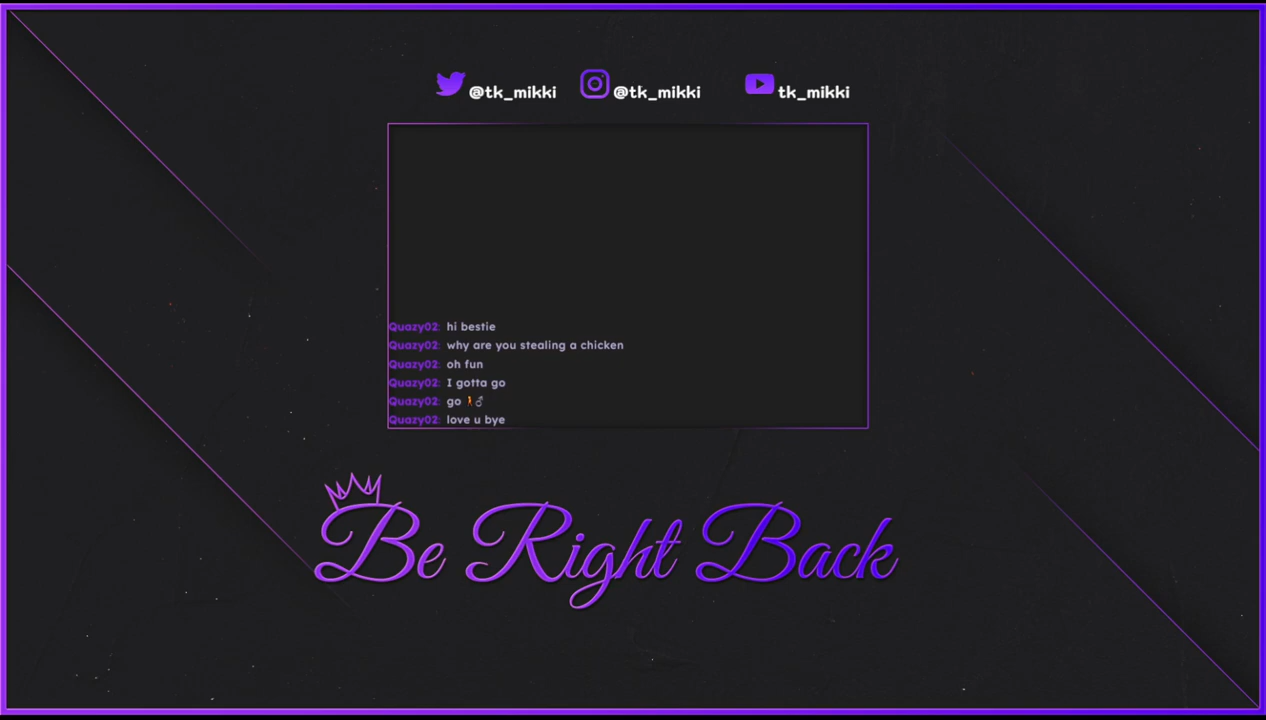 @tk_mikki @tk_mikki tk_mikki
Quazy02: hi bestie
Quazy02: why are you stealing a chicken
Quazy02: oh fun
Quazy02: I gotta go
Quazy02: go 🚶♂
Quazy02: love u bye
Be Right Back